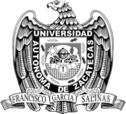 UNIVERSIDAD
AUTONOMA DE ZACATECAS
FRANCISCO GARCIA SALINAS